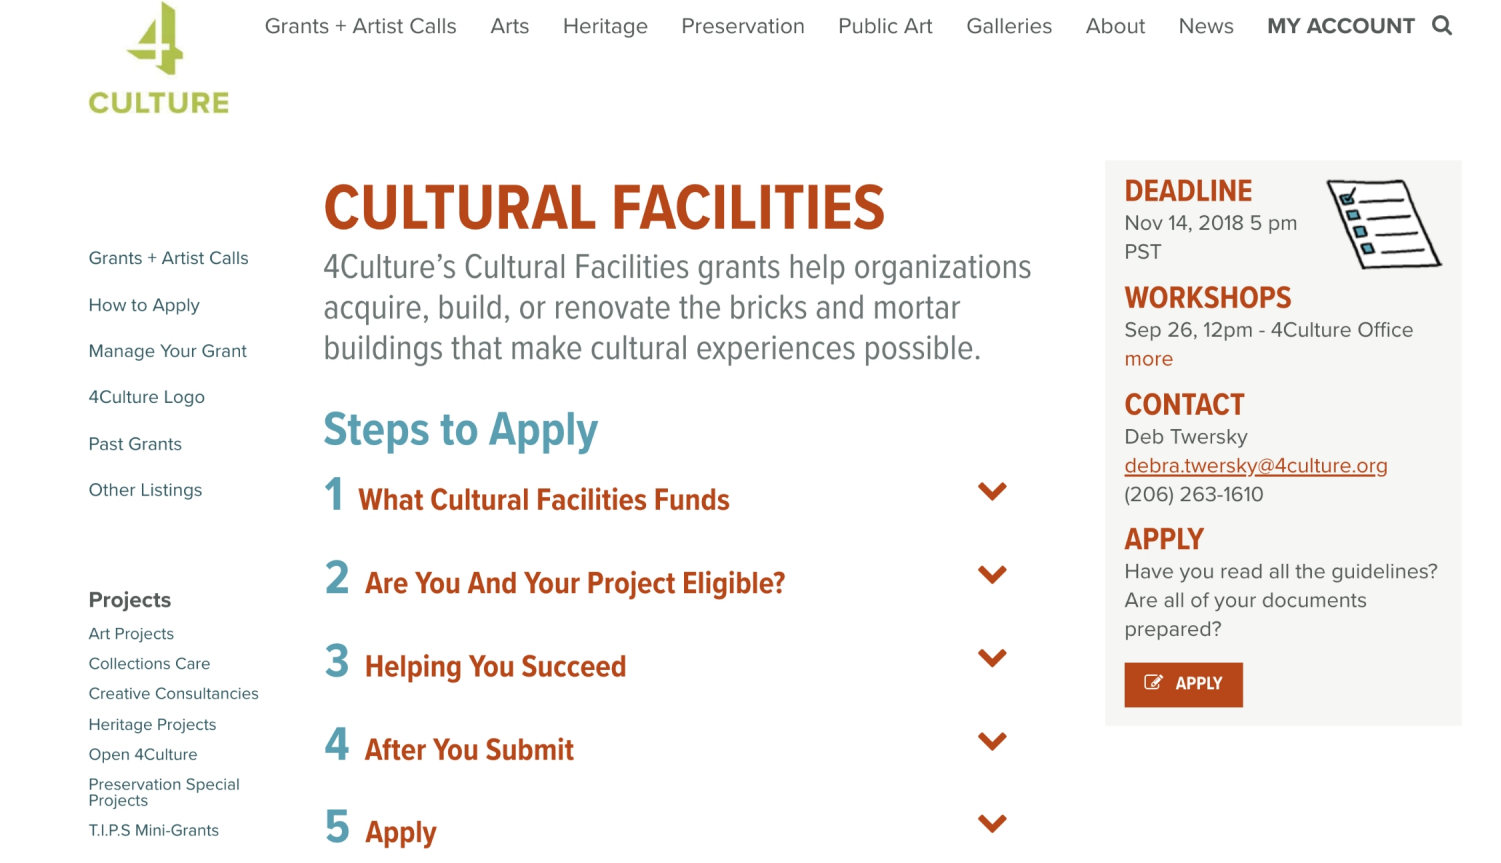 4
CULTURE
Grants + Artist Calls Arts Heritage Preservation Public Art Galleries About News MY ACCOUNT
Grants + Artist Calls
How to Apply
Manage Your Grant
4Culture Logo
Past Grants
Other Listings
Projects
Art Projects
Collections Care
Creative Consultancies
Heritage Projects
Open 4Culture
Preservation Special
Projects
T.I.P.S Mini-Grants
CULTURAL FACILITIES
4Culture’s Cultural Facilities grants help organizations
acquire, build, or renovate the bricks and mortar
buildings that make cultural experiences possible.
Steps to Apply
1 What Cultural Facilities Funds
2 Are You And Your Project Eligible?
3 Helping You Succeed
4 After You Submit
5 Apply
DEADLINE
Nov 14, 2018 5 pm
PST
WORKSHOPS
Sep 26, 12pm - 4Culture Office
more
CONTACT
Deb Twersky
debra.twersky@4culture.org
(206) 263-1610
APPLY
Have you read all the guidelines?
Are all of your documents
prepared?
APPLY